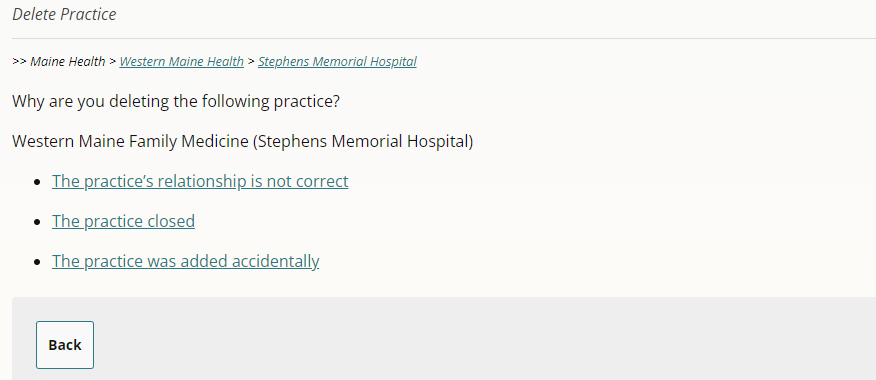 Delete Practice
>> Maine Health > Western Maine Health > Stephens Memorial Hospital
Why are you deleting the following practice?
Western Maine Family Medicine (Stephens Memorial Hospital)
• The practice’s relationship is not correct
• The practice closed
• The practice was added accidentally
Back